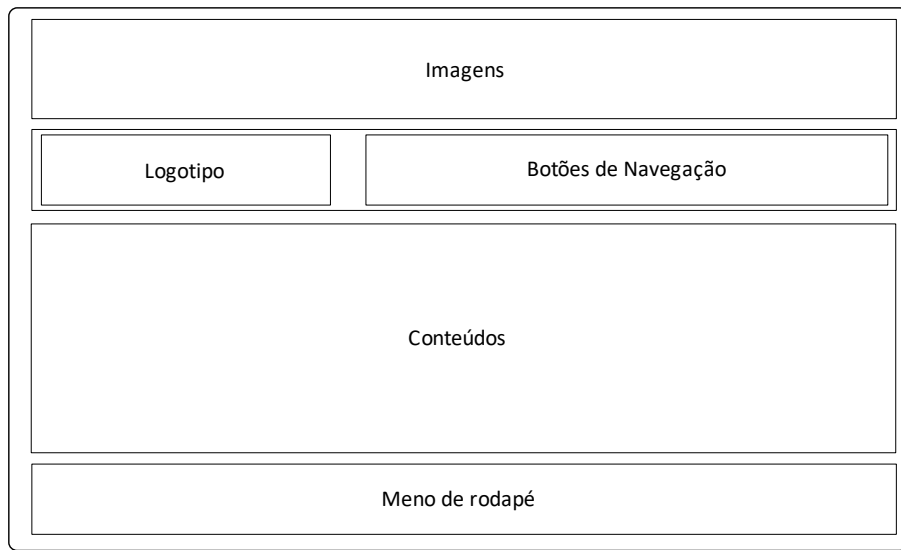 Imagens
Logotipo
Botões de Navegação
Conteúdos
Meno de rodapé